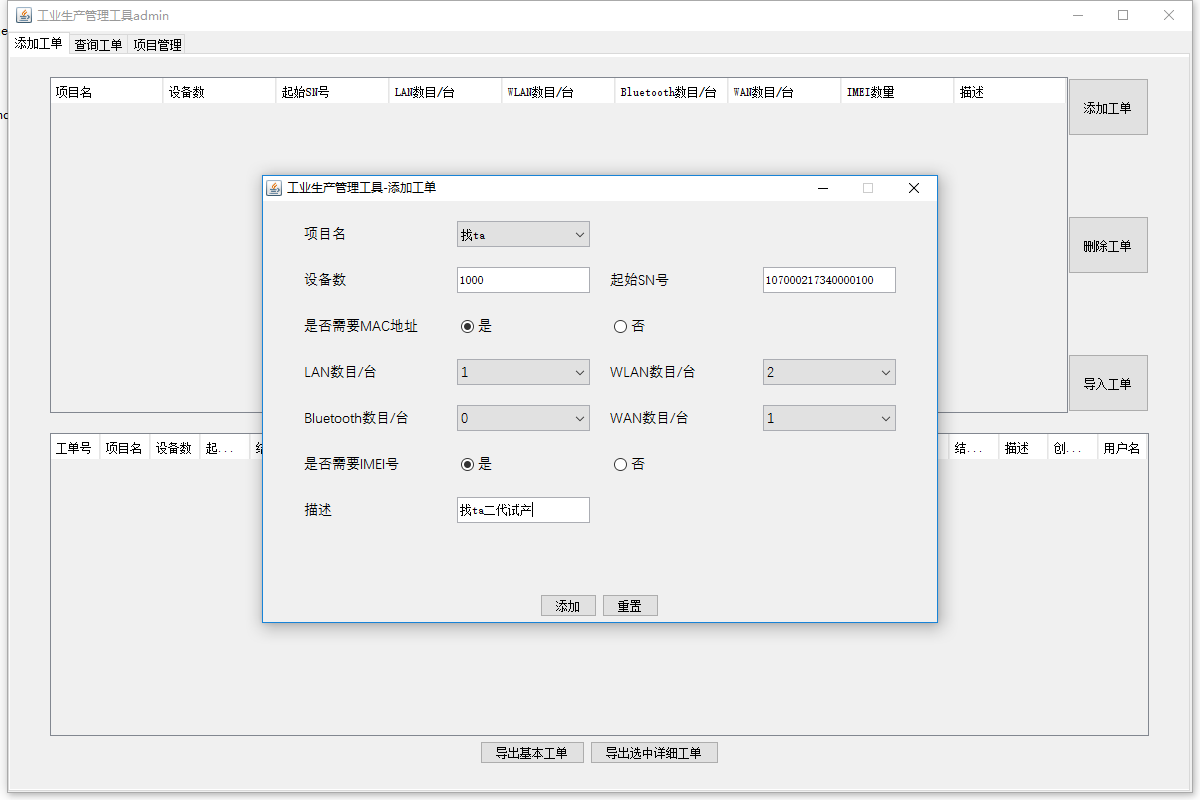 工业生产管理工具admin
添加工单 查询工单 项目管理
项目名 设备数 起始SN号 LAN数目/台 WLAN数目/台 Bluetooth数目/台 WAN数目/台 IMEI数量 描述
添加工单
工业生产管理工具-添加工单
项目名 找ta
删除工单
设备数 1000 起始SN号 107000217340000100
是否需要MAC地址 是 否
LAN数目/台 1 WLAN数目/台 2
导入工单
Bluetooth数目/台 0 WAN数目/台 1
工单号 项目名 设备数 起... 结... 描述 创... 用户名
是否需要IMEI号 是 否
描述 找ta二代试产
添加 重置
导出基本工单 导出选中详细工单